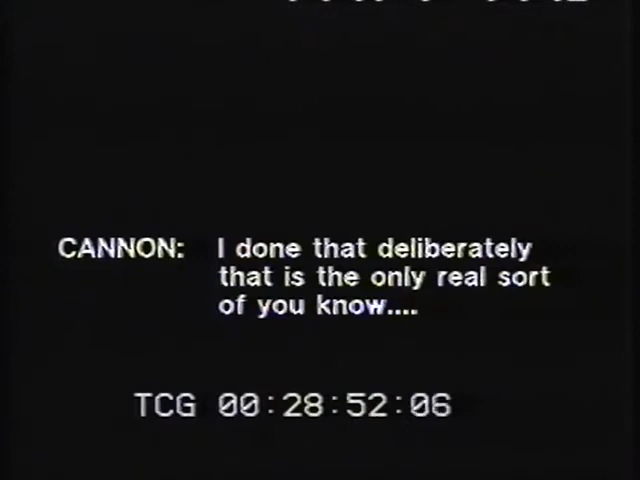 CANNON: I done that deliberately
that is the only real sort
of you know....
TCG 00:28:52:06